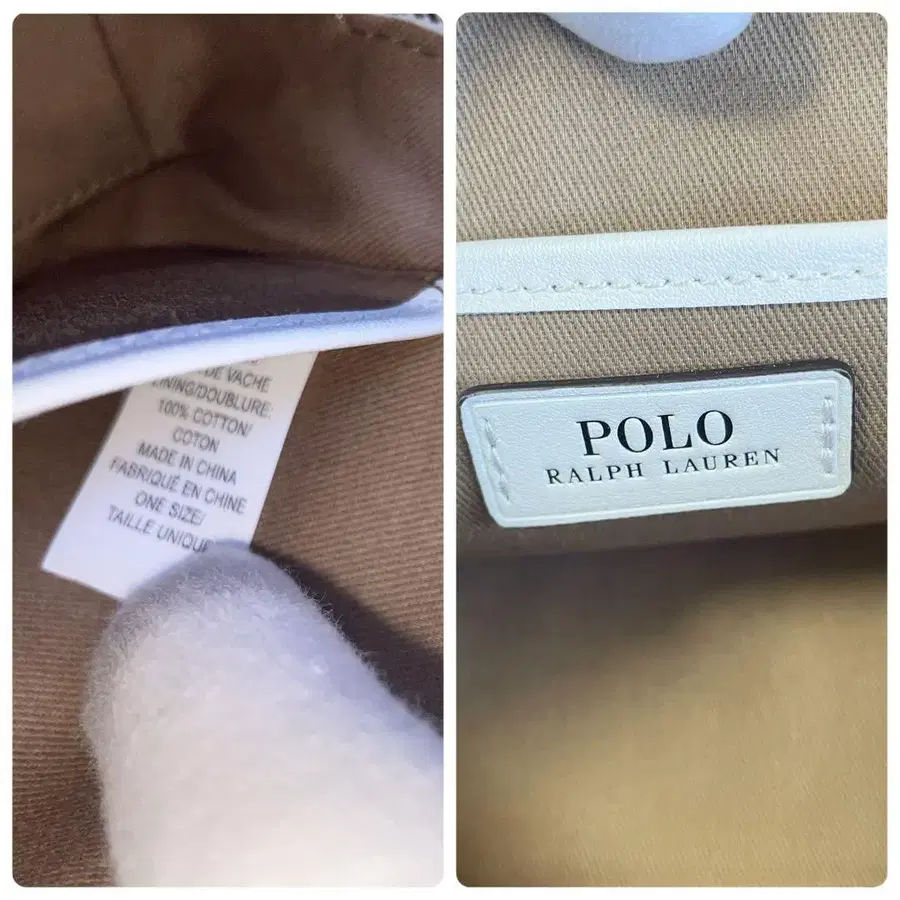 DE VACHE
LINING/DOUBLURE:
100% COTTON/
COTON
MADE IN CHINA
FABRIQUÉ EN CHINE
ONE SIZE/
TAILLE UNIQUE
POLO
RALPH LAUREN